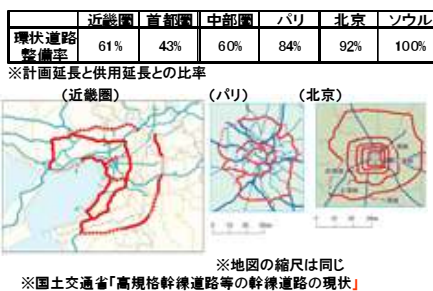 近畿圏 首都圏 中部圏 パリ 北京 ソウル
環状道路整備率 61% 43% 60% 84% 92% 100%
※計画延長と供用延長との比率
（近畿圏） （パリ） （北京）
※地図の縮尺は同じ
※国土交通省「高規格幹線道路等の幹線道路の現状」